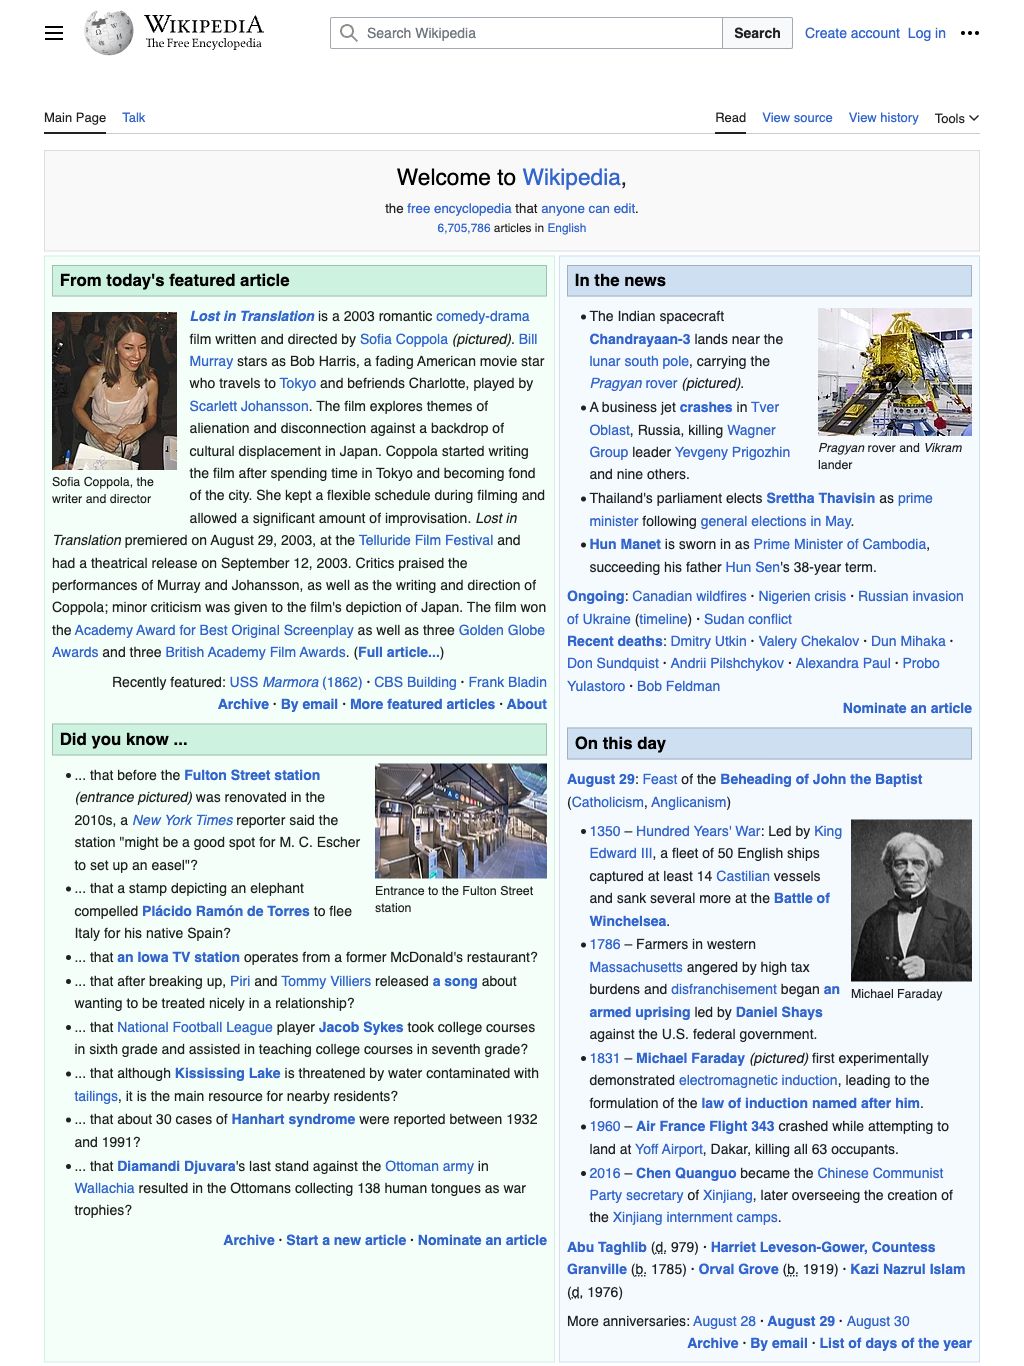 WIKIPEDIA
The Free Encyclopedia
Search Wikipedia
Search
Create account Log in
Main Page Talk
Read View source View history Tools
Welcome to Wikipedia,
the free encyclopedia that anyone can edit.
6,705,786 articles in English
From today's featured article
Sofia Coppola, the
writer and director
Lost in Translation is a 2003 romantic comedy-drama
film written and directed by Sofia Coppola (pictured). Bill
Murray stars as Bob Harris, a fading American movie star
who travels to Tokyo and befriends Charlotte, played by
Scarlett Johansson. The film explores themes of
alienation and disconnection against a backdrop of
cultural displacement in Japan. Coppola started writing
the film after spending time in Tokyo and becoming fond
of the city. She kept a flexible schedule during filming and
allowed a significant amount of improvisation. Lost in
Translation premiered on August 29, 2003, at the Telluride Film Festival and
had a theatrical release on September 12, 2003. Critics praised the
performances of Murray and Johansson, as well as the writing and direction of
Coppola; minor criticism was given to the film's depiction of Japan. The film won
the Academy Award for Best Original Screenplay as well as three Golden Globe
Awards and three British Academy Film Awards. (Full article...)
Recently featured: USS Marmora (1862) · CBS Building · Frank Bladin
Archive · By email · More featured articles · About
Did you know ...
... that before the Fulton Street station
(entrance pictured) was renovated in the
2010s, a New York Times reporter said the
station "might be a good spot for M. C. Escher
to set up an easel"?
Entrance to the Fulton Street
station
... that a stamp depicting an elephant
compelled Plácido Ramón de Torres to flee
Italy for his native Spain?
... that an Iowa TV station operates from a former McDonald's restaurant?
... that after breaking up, Piri and Tommy Villiers released a song about
wanting to be treated nicely in a relationship?
... that National Football League player Jacob Sykes took college courses
in sixth grade and assisted in teaching college courses in seventh grade?
... that although Kississing Lake is threatened by water contaminated with
tailings, it is the main resource for nearby residents?
... that about 30 cases of Hanhart syndrome were reported between 1932
and 1991?
... that Diamandi Djuvara's last stand against the Ottoman army in
Wallachia resulted in the Ottomans collecting 138 human tongues as war
trophies?
Archive · Start a new article · Nominate an article
In the news
The Indian spacecraft
Chandrayaan-3 lands near the
lunar south pole, carrying the
Pragyan rover (pictured).
Pragyan rover and Vikram
lander
A business jet crashes in Tver
Oblast, Russia, killing Wagner
Group leader Yevgeny Prigozhin
and nine others.
Thailand's parliament elects Srettha Thavisin as prime
minister following general elections in May.
Hun Manet is sworn in as Prime Minister of Cambodia,
succeeding his father Hun Sen's 38-year term.
Ongoing: Canadian wildfires · Nigerien crisis · Russian invasion
of Ukraine (timeline) · Sudan conflict
Recent deaths: Dmitry Utkin · Valery Chekalov · Dun Mihaka ·
Don Sundquist · Andrii Pilshchykov · Alexandra Paul · Probo
Yulastoro · Bob Feldman
Nominate an article
On this day
August 29: Feast of the Beheading of John the Baptist
(Catholicism, Anglicanism)
1350 – Hundred Years' War: Led by King
Edward III, a fleet of 50 English ships
captured at least 14 Castilian vessels
and sank several more at the Battle of
Winchelsea.
1786 – Farmers in western
Massachusetts angered by high tax
burdens and disfranchisement began an
armed uprising led by Daniel Shays
against the U.S. federal government.
Michael Faraday
1831 – Michael Faraday (pictured) first experimentally
demonstrated electromagnetic induction, leading to the
formulation of the law of induction named after him.
1960 – Air France Flight 343 crashed while attempting to
land at Yoff Airport, Dakar, killing all 63 occupants.
2016 – Chen Quanguo became the Chinese Communist
Party secretary of Xinjiang, later overseeing the creation of
the Xinjiang internment camps.
Abu Taghlib (d. 979) · Harriet Leveson-Gower, Countess
Granville (b. 1785) · Orval Grove (b. 1919) · Kazi Nazrul Islam
(d. 1976)
More anniversaries: August 28 · August 29 · August 30
Archive · By email · List of days of the year